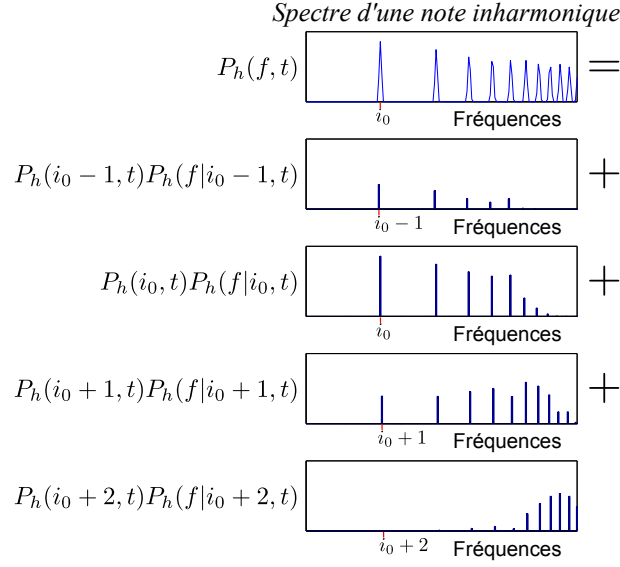 Spectre d'une note inharmonique
P_h(f, t) =
i_0 Fréquences
P_h(i_0 − 1, t)P_h(f|i_0 − 1, t) +
i_0 − 1 Fréquences
P_h(i_0, t)P_h(f|i_0, t) +
i_0 Fréquences
P_h(i_0 + 1, t)P_h(f|i_0 + 1, t) +
i_0 + 1 Fréquences
P_h(i_0 + 2, t)P_h(f|i_0 + 2, t)
i_0 + 2 Fréquences